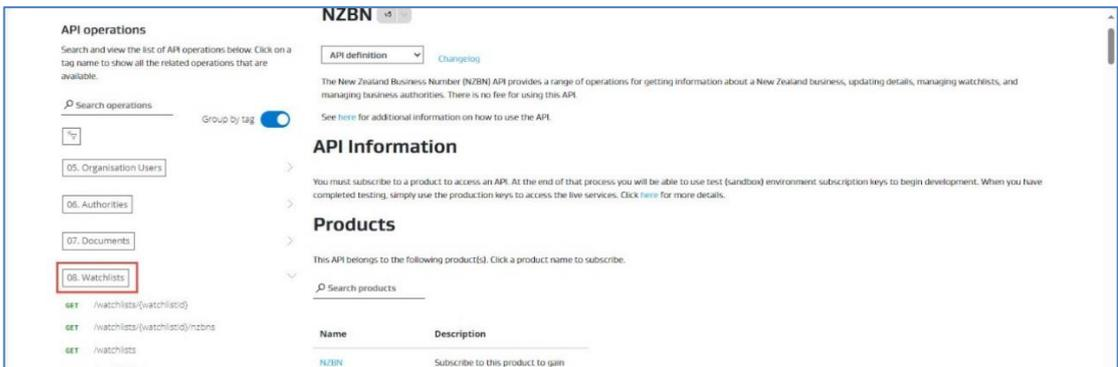 API operations
Search and view the list of API operations below. Click on a
tag name to show all the related operations that are
available.
Search operations
Group by tag
05. Organisation Users
06. Authorities
07. Documents
08. Watchlists
GET /watchlists/{watchlistid}
GET /watchlists/{watchlistid}/nzbns
GET /watchlists
NZBN v5
API definition
Changelog
The New Zealand Business Number (NZBN) API provides a range of operations for getting information about a New Zealand business, updating details, managing watchlists, and
managing business authorities. There is no fee for using this API.
See here for additional information on how to use the API.
API Information
You must subscribe to a product to access an API. At the end of that process you will be able to use test (sandbox) environment subscription keys to begin development. When you have
completed testing, simply use the production keys to access the live services. Click here for more details.
Products
This API belongs to the following product(s). Click a product name to subscribe.
Search products
Name Description
NZBN Subscribe to this product to gain